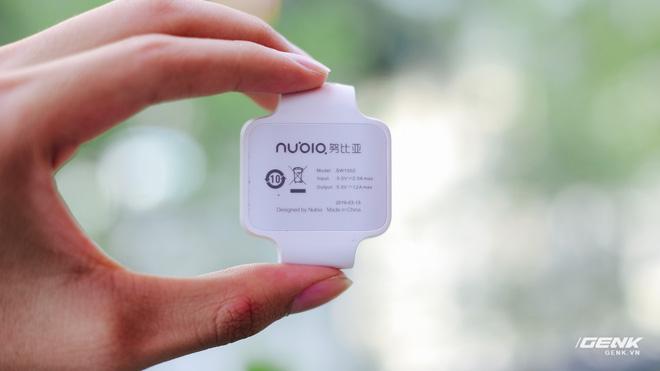 nubia 努比亚
10
Model: SW1002
Input: 5.0V⎓2.0A max
Output: 5.0V⎓1.2A max
2019-03-13
Designed by Nubia Made in China
GENK
GENK.VN